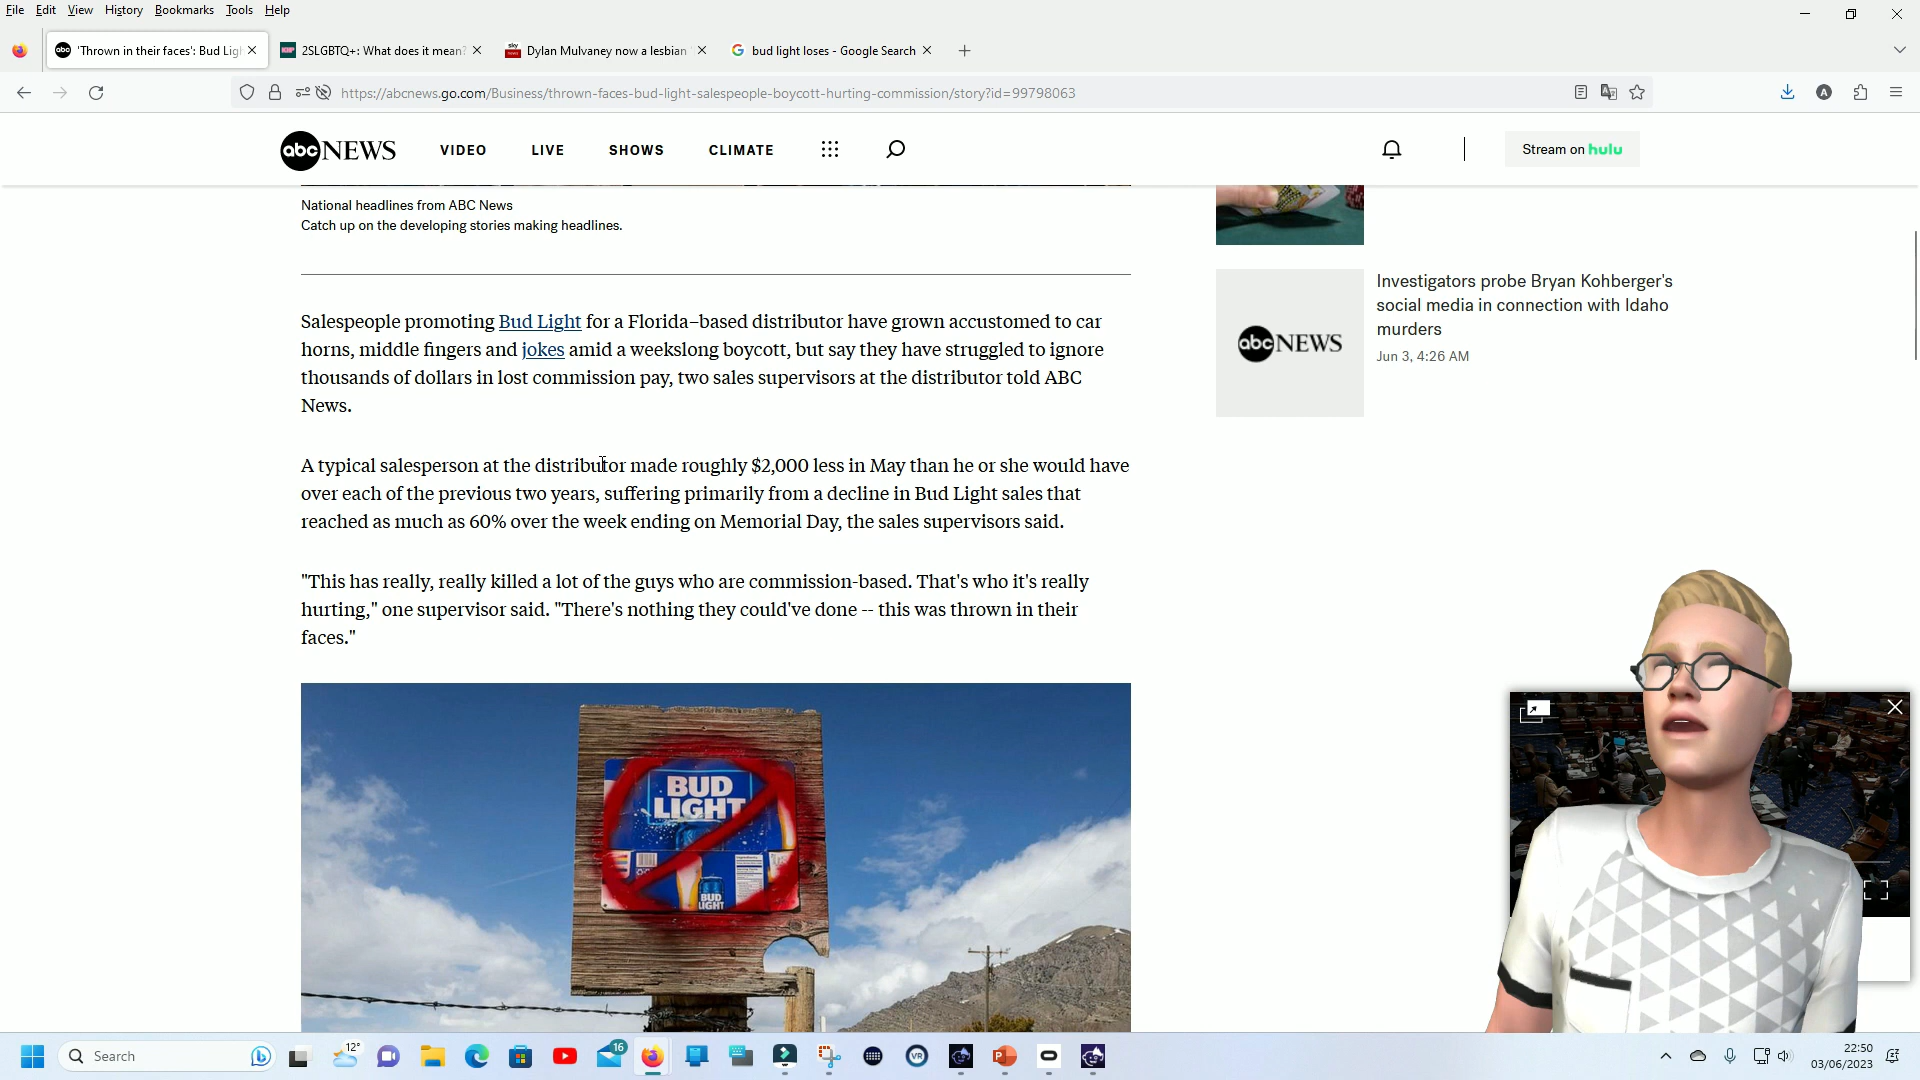 File Edit View History Bookmarks Tools Help
abc 'Thrown in their faces': Bud Ligh
2SLGBTQ+: What does it mean?
sky Dylan Mulvaney now a lesbian
bud light loses - Google Search
https://abcnews.go.com/Business/thrown-faces-bud-light-salespeople-boycott-hurting-commission/story?id=99798063
A
abc NEWS VIDEO LIVE SHOWS CLIMATE Stream on hulu
National headlines from ABC News
Catch up on the developing stories making headlines.
Salespeople promoting Bud Light for a Florida–based distributor have grown accustomed to car
horns, middle fingers and jokes amid a weekslong boycott, but say they have struggled to ignore
thousands of dollars in lost commission pay, two sales supervisors at the distributor told ABC
News.
A typical salesperson at the distributor made roughly $2,000 less in May than he or she would have
over each of the previous two years, suffering primarily from a decline in Bud Light sales that
reached as much as 60% over the week ending on Memorial Day, the sales supervisors said.
"This has really, really killed a lot of the guys who are commission-based. That's who it's really
hurting," one supervisor said. "There's nothing they could've done -- this was thrown in their
faces."
BUD
LIGHT
BUD
LIGHT
abc NEWS
Investigators probe Bryan Kohberger's
social media in connection with Idaho
murders
Jun 3, 4:26 AM
Search
12°
16
VR
22:50
03/06/2023